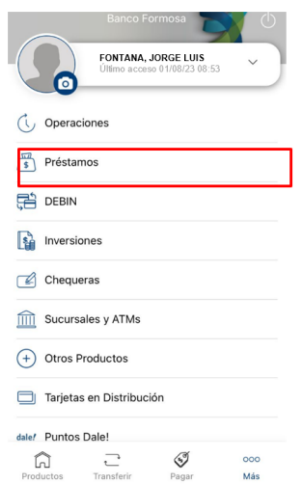 Banco Formosa
FONTANA, JORGE LUIS
Último acceso 01/08/23 08:53
Operaciones
Préstamos
DEBIN
Inversiones
Chequeras
Sucursales y ATMs
Otros Productos
Tarjetas en Distribución
dale! Puntos Dale!
Productos Transferir Pagar Más